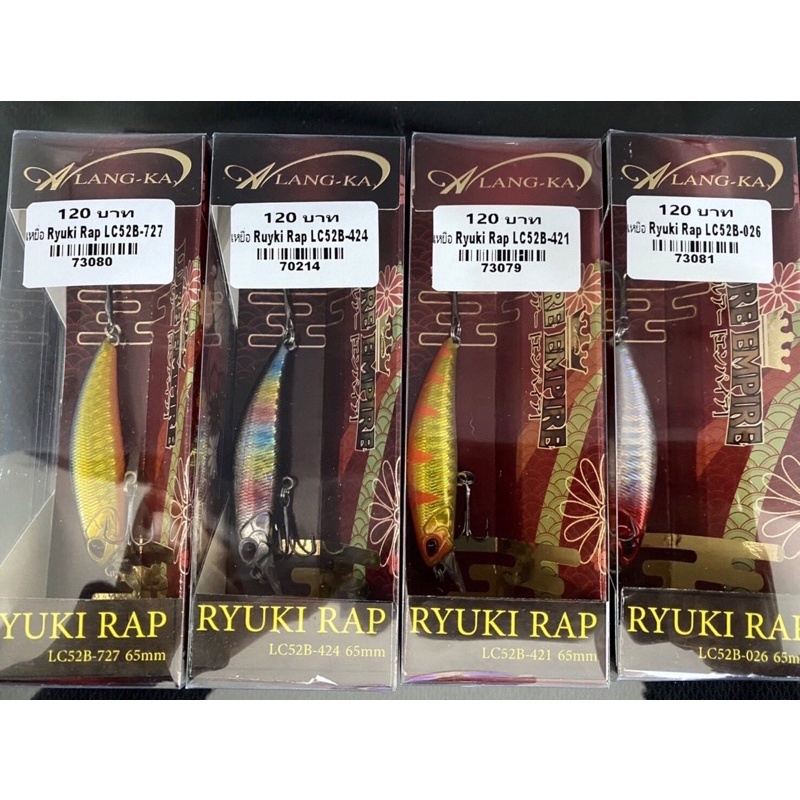 ALANG-KA
120 บาท
เหยื่อ Ryuki Rap LC52B-727
73080
RYUKI RAP
LC52B-727 65mm
ALANG-KA
120 บาท
เหยื่อ Ruyki Rap LC52B-424
70214
EMPIRE
RYUKI RAP
LC52B-424 65mm
ALANG-KA
120 บาท
เหยื่อ Ryuki Rap LC52B-421
73079
EMPIRE
RYUKI RAP
LC52B-421 65mm
ALANG-KA
120 บาท
เหยื่อ Ryuki Rap LC52B-026
73081
EMPIRE
RYUKI RAP
LC52B-026 65mm